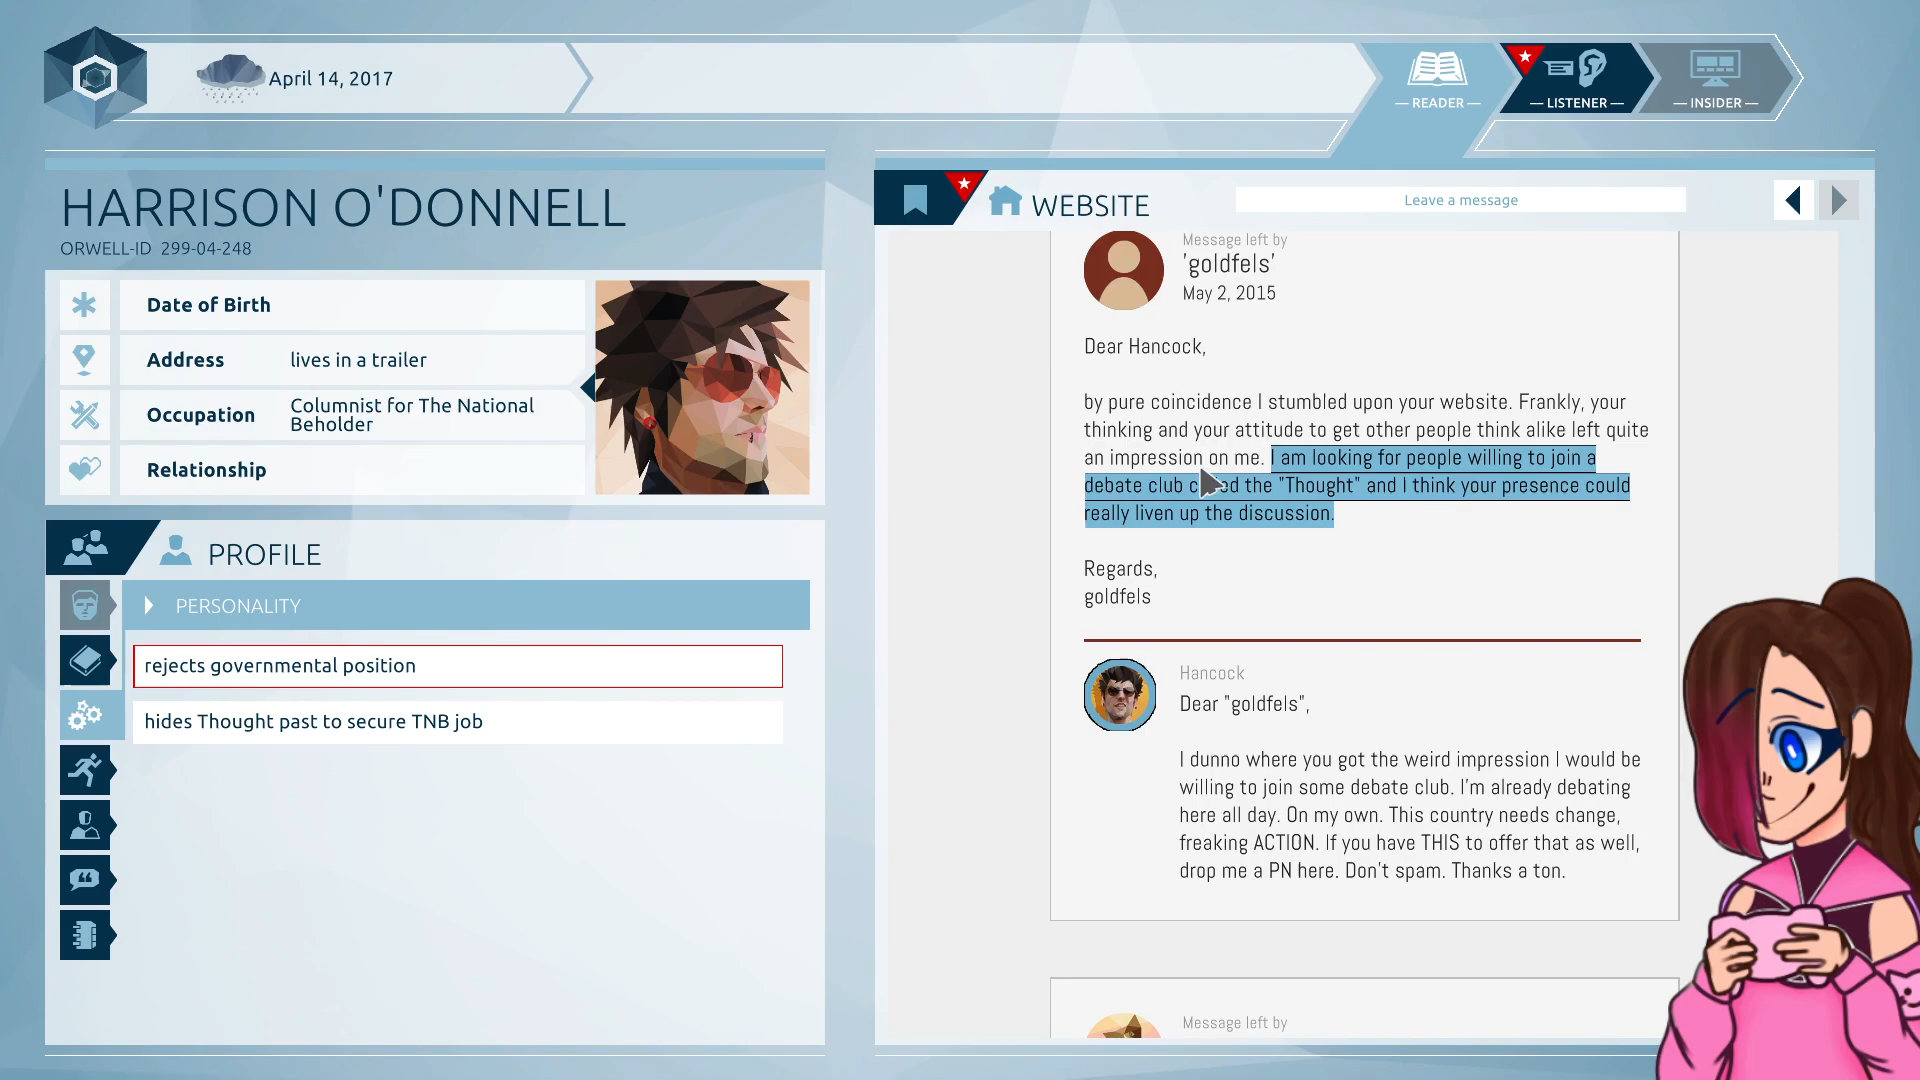 April 14, 2017
READER
LISTENER
INSIDER
HARRISON O'DONNELL
ORWELL-ID 299-04-248
Date of Birth
Address lives in a trailer
Occupation Columnist for The National
Beholder
Relationship
PROFILE
PERSONALITY
rejects governmental position
hides Thought past to secure TNB job
WEBSITE
Leave a message
Message left by
'goldfels'
May 2, 2015
Dear Hancock,
by pure coincidence I stumbled upon your website. Frankly, your
thinking and your attitude to get other people think alike left quite
an impression on me. I am looking for people willing to join a
debate club the "Thought" and I think your presence could
really liven up the discussion.
Regards,
goldfels
Hancock
Dear "goldfels",
I dunno where you got the weird impression I would be
willing to join some debate club. I'm already debating
here all day. On my own. This country needs change,
freaking ACTION. If you have THIS to offer that as well,
drop me a PN here. Don't spam. Thanks a ton.
Message left by